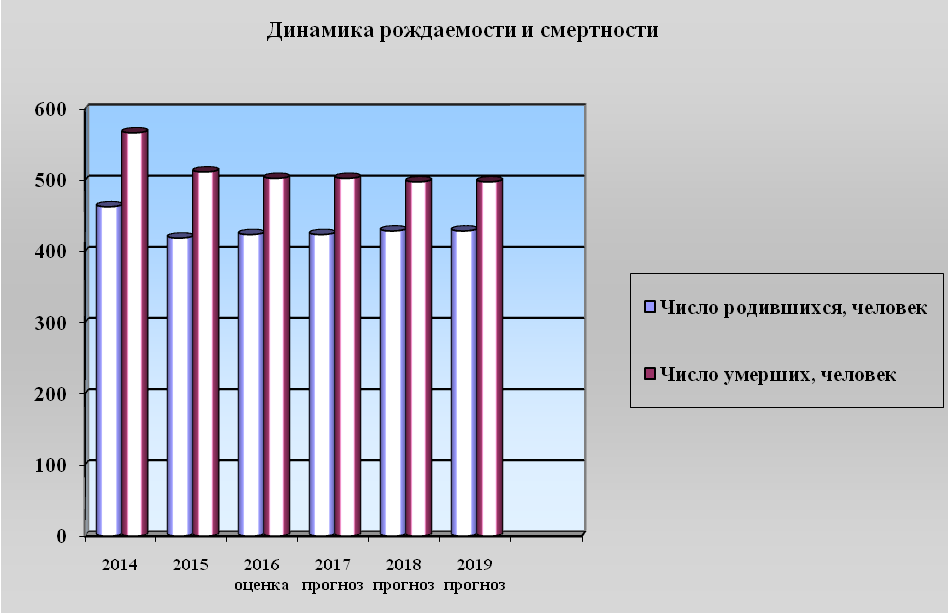 Динамика рождаемости и смертности
600
500
400
300
200
100
0
2014
2015
2016
оценка
2017
прогноз
2018
прогноз
2019
прогноз
Число родившихся, человек
Число умерших, человек